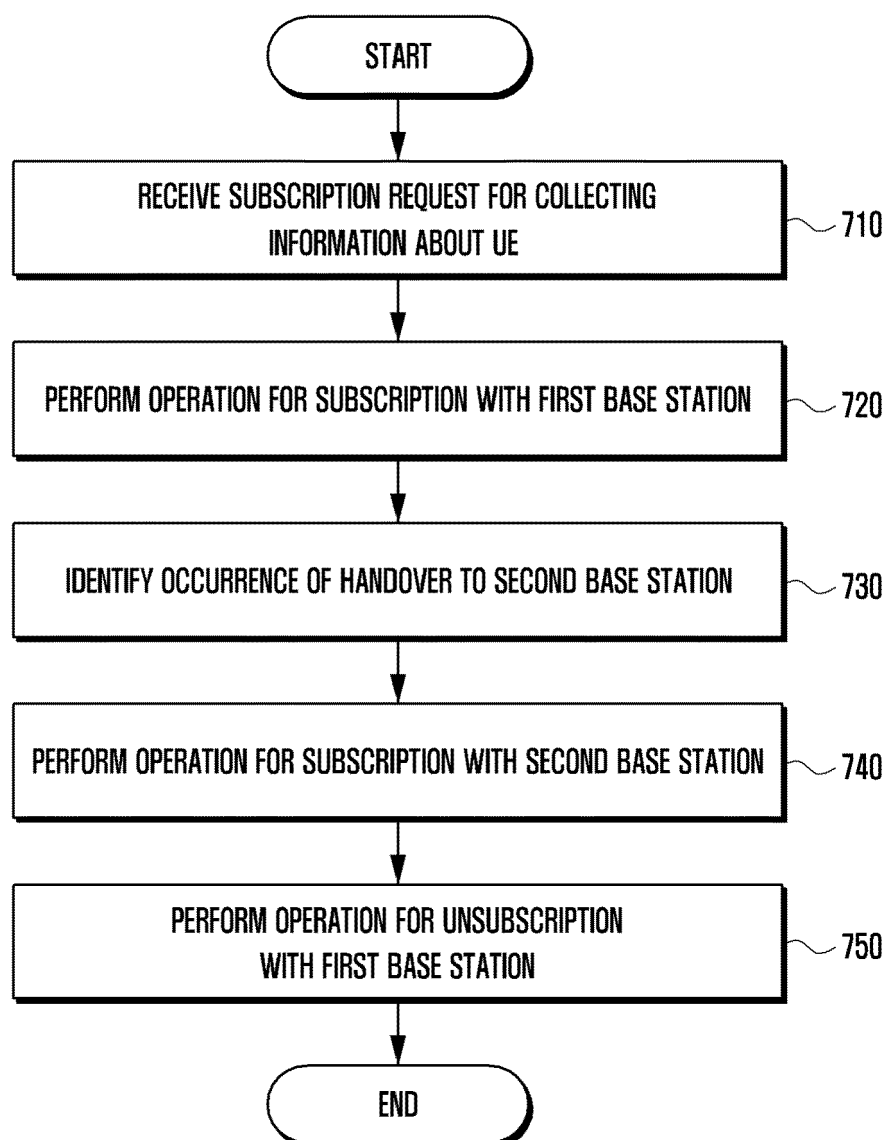 START
RECEIVE SUBSCRIPTION REQUEST FOR COLLECTING
INFORMATION ABOUT UE
710
PERFORM OPERATION FOR SUBSCRIPTION WITH FIRST BASE STATION
720
IDENTIFY OCCURRENCE OF HANDOVER TO SECOND BASE STATION
730
PERFORM OPERATION FOR SUBSCRIPTION WITH SECOND BASE STATION
740
PERFORM OPERATION FOR UNSUBSCRIPTION
WITH FIRST BASE STATION
750
END